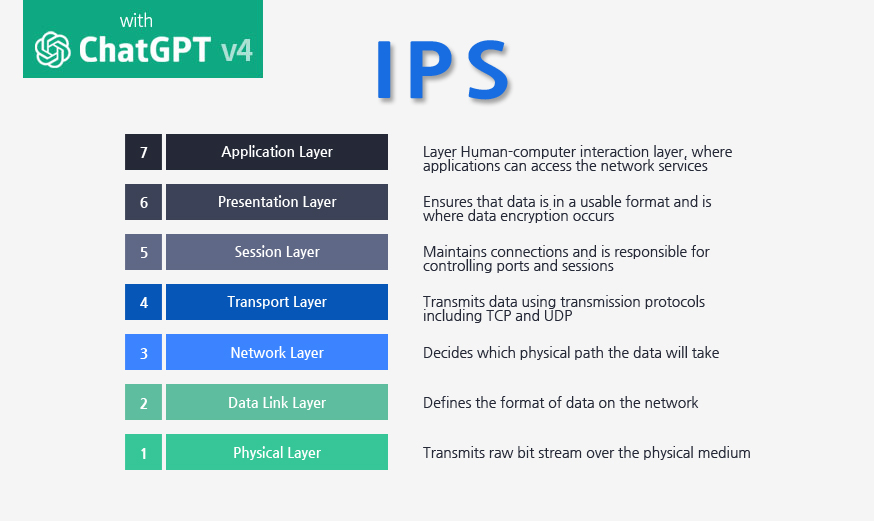 with
ChatGPT v4
IPS
7 Application Layer
Layer Human-computer interaction layer, where
applications can access the network services
6 Presentation Layer
Ensures that data is in a usable format and is
where data encryption occurs
5 Session Layer
Maintains connections and is responsible for
controlling ports and sessions
4 Transport Layer
Transmits data using transmission protocols
including TCP and UDP
3 Network Layer
Decides which physical path the data will take
2 Data Link Layer
Defines the format of data on the network
1 Physical Layer
Transmits raw bit stream over the physical medium